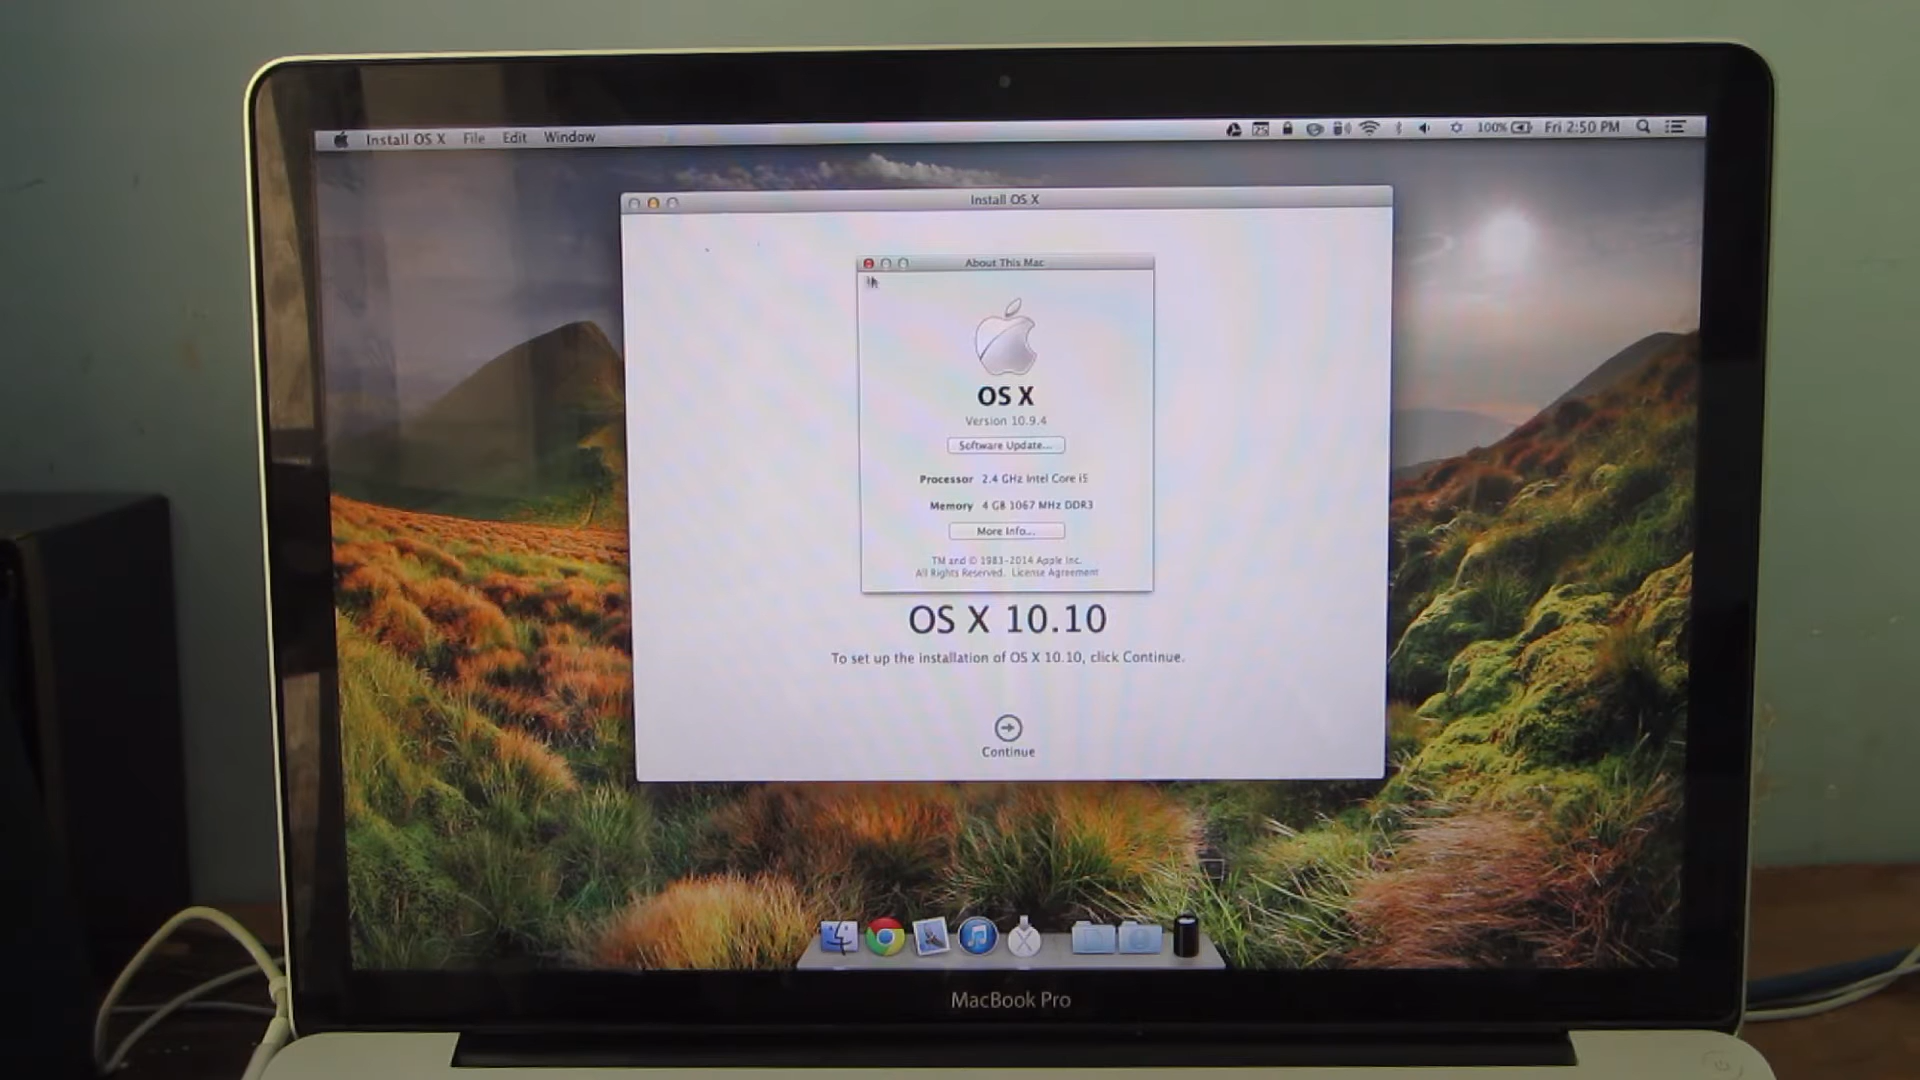 Install OS X File Edit Window
100% Fri 2:50 PM
Install OS X
About This Mac
OS X
Version 10.9.4
Software Update...
Processor 2.4 GHz Intel Core i5
Memory 4 GB 1067 MHz DDR3
More Info...
TM and © 1983-2014 Apple Inc.
All Rights Reserved. License Agreement
OS X 10.10
To set up the installation of OS X 10.10, click Continue.
Continue
MacBook Pro